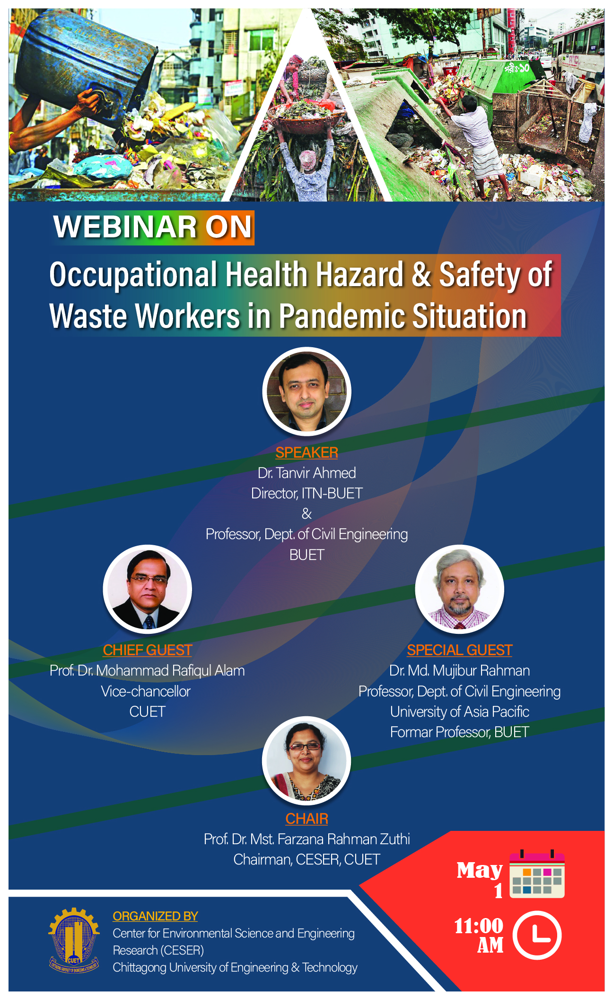 গাড়ীঃ-১০
RTC
WEBINAR ON
Occupational Health Hazard & Safety of
Waste Workers in Pandemic Situation
SPEAKER
Dr. Tanvir Ahmed
Director, ITN-BUET
&
Professor, Dept. of Civil Engineering
BUET
CHIEF GUEST
Prof. Dr. Mohammad Rafiqul Alam
Vice-chancellor
CUET
SPECIAL GUEST
Dr. Md. Mujibur Rahman
Professor, Dept. of Civil Engineering
University of Asia Pacific
Formar Professor, BUET
CHAIR
Prof. Dr. Mst. Farzana Rahman Zuthi
Chairman, CESER, CUET
May
1
11:00
AM
ORGANIZED BY
Center for Environmental Science and Engineering
Research (CESER)
Chittagong University of Engineering & Technology
CUET
CHITTAGONG UNIVERSITY OF ENGINEERING & TECHNOLOGY